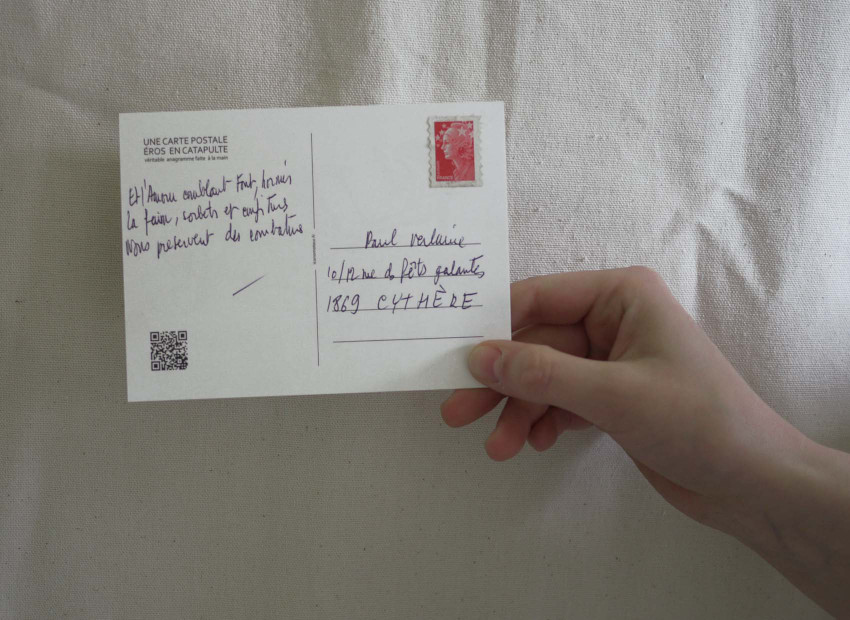 UNE CARTE POSTALE
ÉROS EN CATAPULTE
véritable anagramme faite à la main
Et l'Amour comblant tout, hormis
la faim, sorbets et confitures
Nous préservent des courbatures
Paul Verlaine
10/12 rue des fêtes galantes
1869 CYTHÈRE